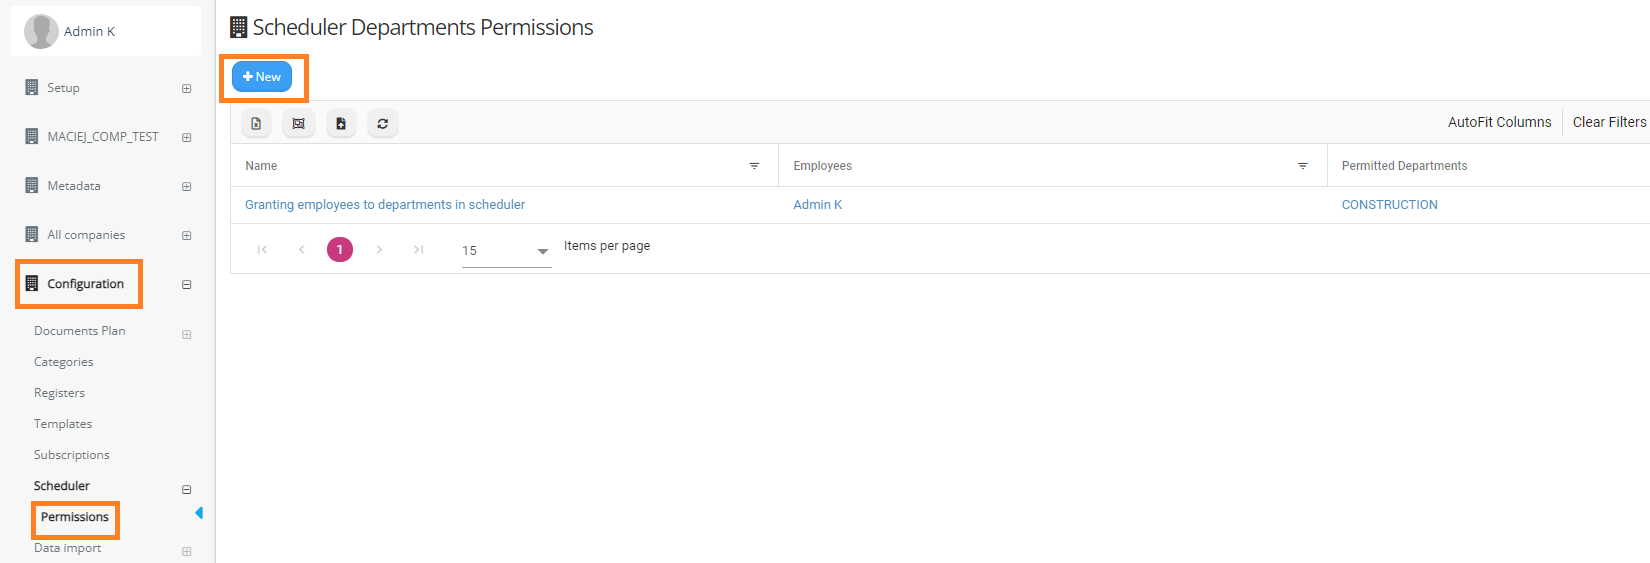 Admin K
Setup
MACIEJ_COMP_TEST
Metadata
All companies
Configuration
Documents Plan
Categories
Registers
Templates
Subscriptions
Scheduler
Permissions
Data import
Scheduler Departments Permissions
New
AutoFit Columns Clear Filters
Name Employees Permitted Departments
Granting employees to departments in scheduler Admin K CONSTRUCTION
1 15 Items per page